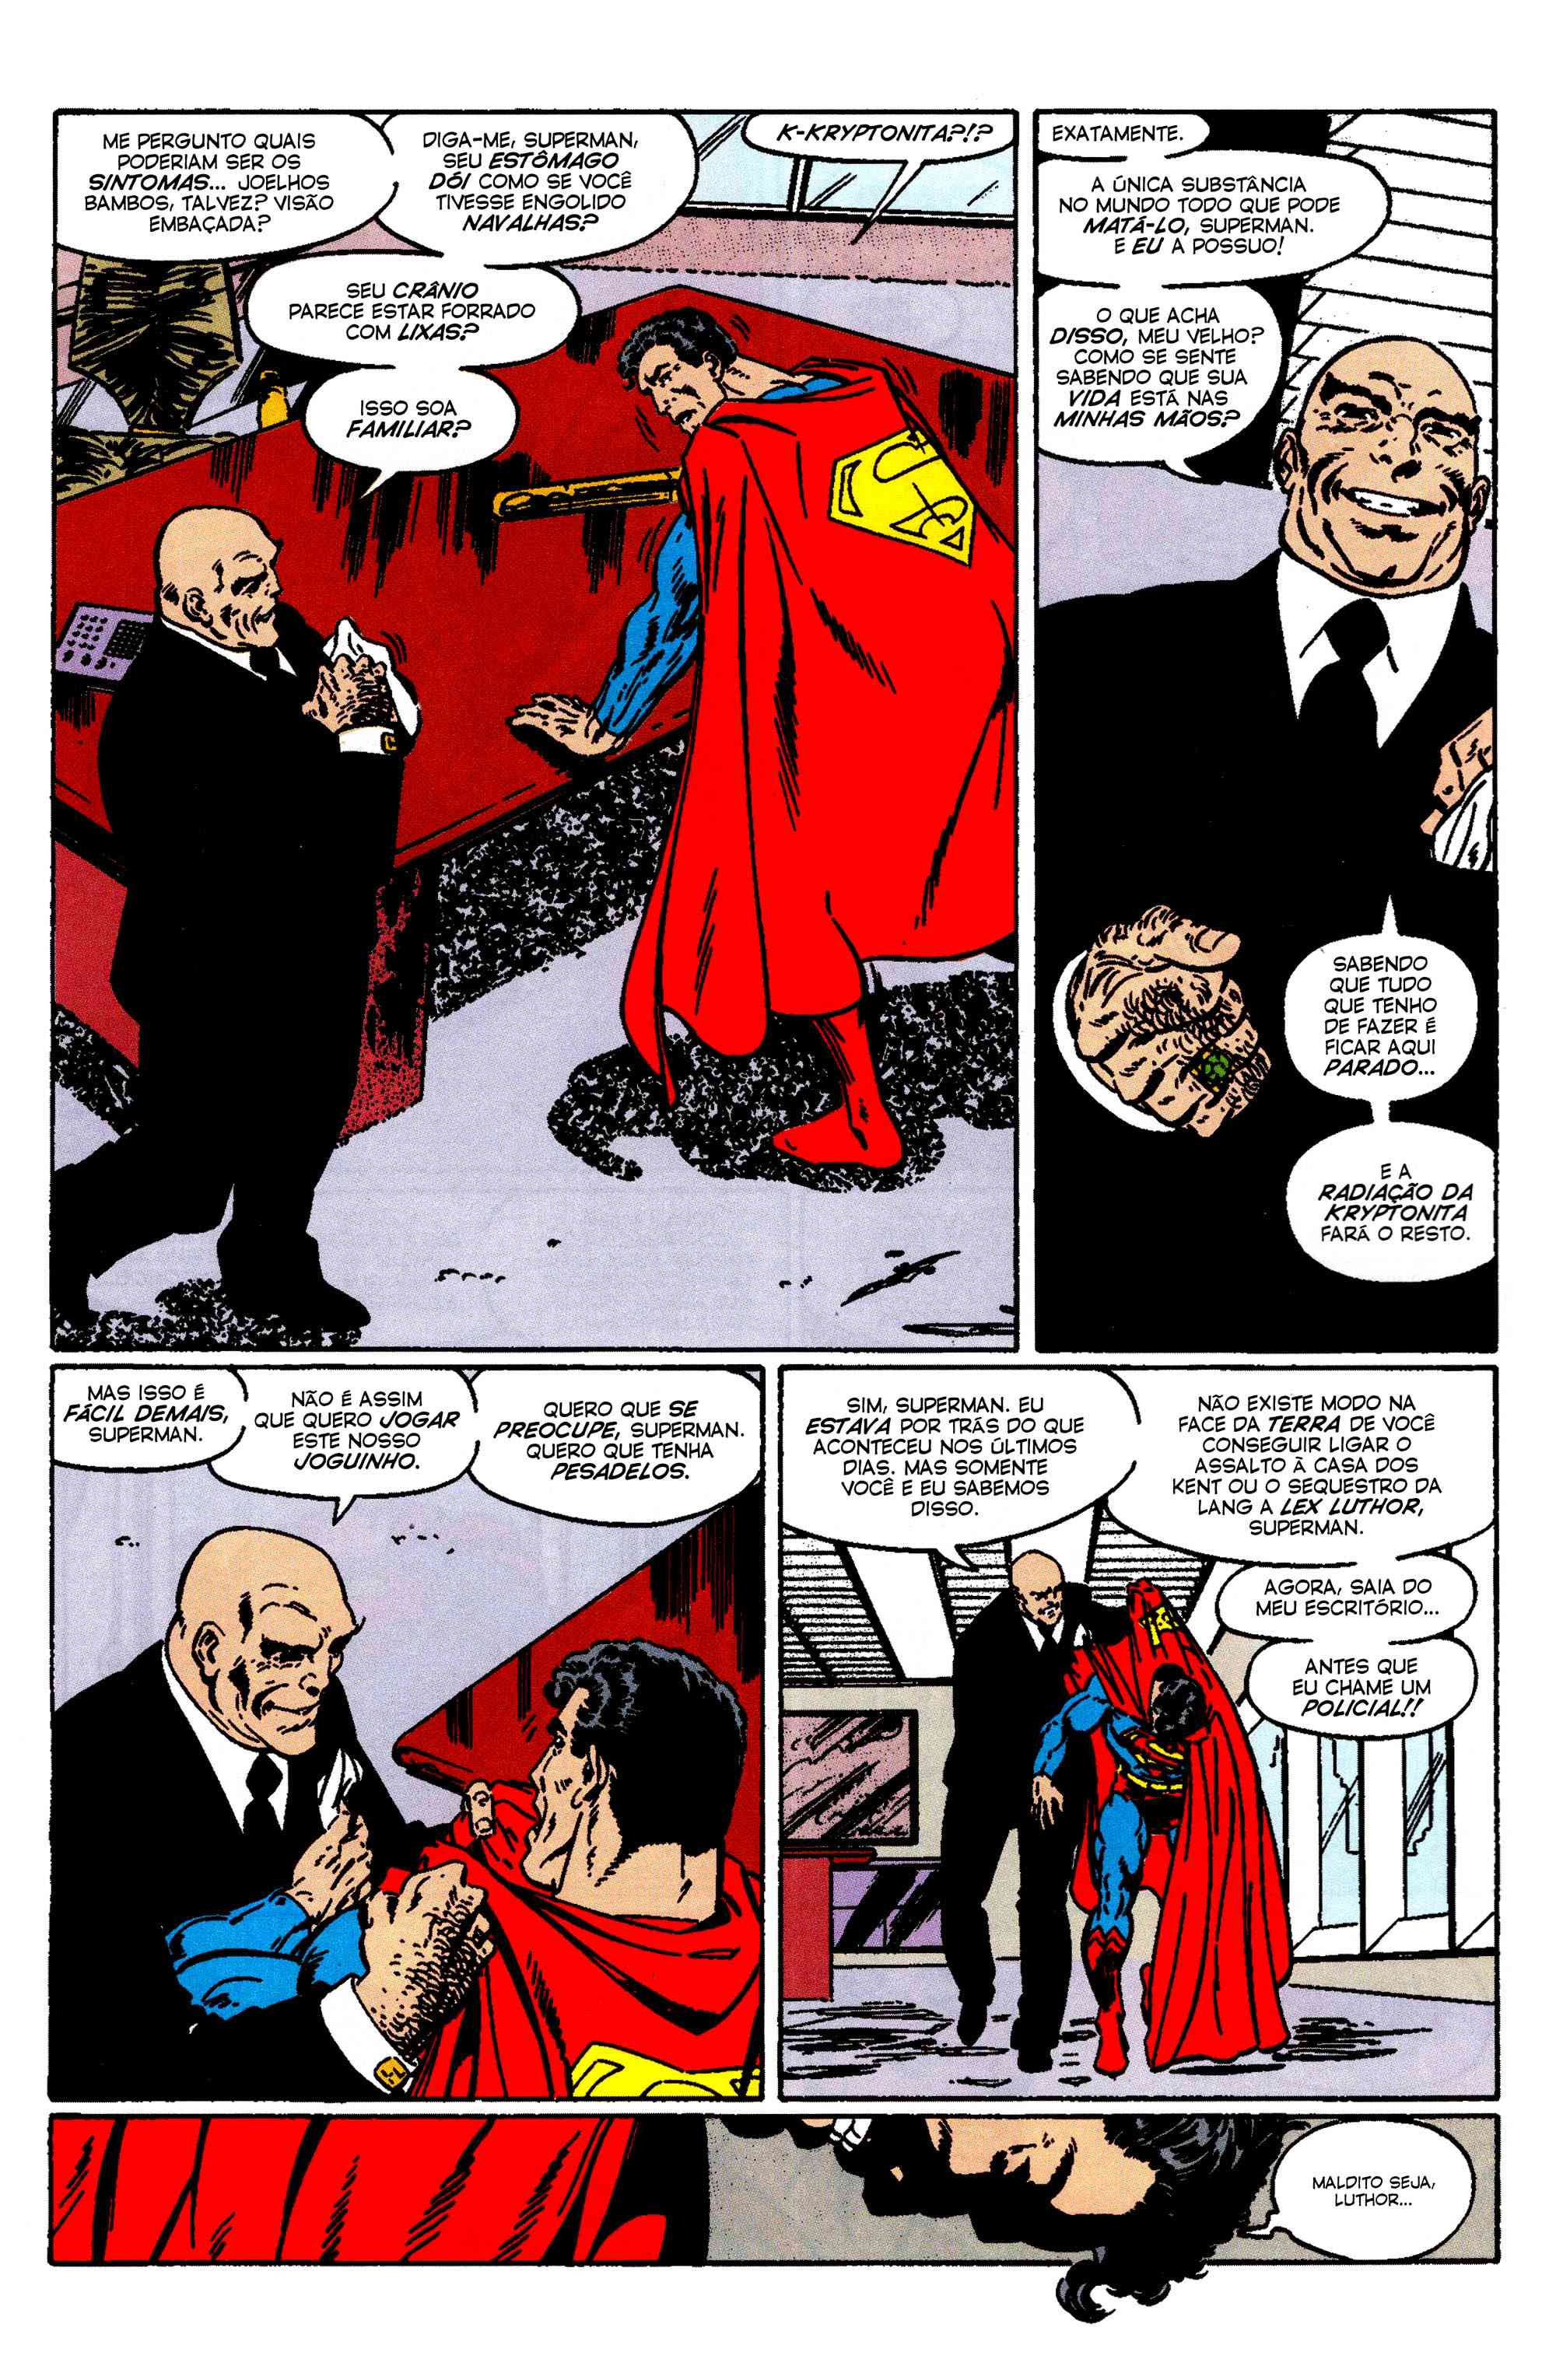 ME PERGUNTO QUAIS
PODERIAM SER OS
SINTOMAS... JOELHOS
BAMBOS, TALVEZ? VISÃO
EMBAÇADA?
DIGA-ME, SUPERMAN,
SEU ESTÔMAGO
DÓI COMO SE VOCÊ
TIVESSE ENGOLIDO
NAVALHAS?
SEU CRÂNIO
PARECE ESTAR FORRADO
COM LIXAS?
ISSO SOA
FAMILIAR?
K-KRYPTONITA?!?
EXATAMENTE.
A ÚNICA SUBSTÂNCIA
NO MUNDO TODO QUE PODE
MATÁ-LO, SUPERMAN.
E EU A POSSUO!
O QUE ACHA
DISSO, MEU VELHO?
COMO SE SENTE
SABENDO QUE SUA
VIDA ESTÁ NAS
MINHAS MÃOS?
SABENDO
QUE TUDO
QUE TENHO
DE FAZER É
FICAR AQUI
PARADO...
E A
RADIAÇÃO DA
KRYPTONITA
FARÁ O RESTO.
MAS ISSO É
FÁCIL DEMAIS,
SUPERMAN.
NÃO É ASSIM
QUE QUERO JOGAR
ESTE NOSSO
JOGUINHO.
QUERO QUE SE
PREOCUPE, SUPERMAN.
QUERO QUE TENHA
PESADELOS.
SIM, SUPERMAN. EU
ESTAVA POR TRÁS DO QUE
ACONTECEU NOS ÚLTIMOS
DIAS. MAS SOMENTE
VOCÊ E EU SABEMOS
DISSO.
NÃO EXISTE MODO NA
FACE DA TERRA DE VOCÊ
CONSEGUIR LIGAR O
ASSALTO À CASA DOS
KENT OU O SEQUESTRO DA
LANG A LEX LUTHOR,
SUPERMAN.
AGORA, SAIA DO
MEU ESCRITÓRIO...
ANTES QUE
EU CHAME UM
POLICIAL!!
MALDITO SEJA,
LUTHOR...